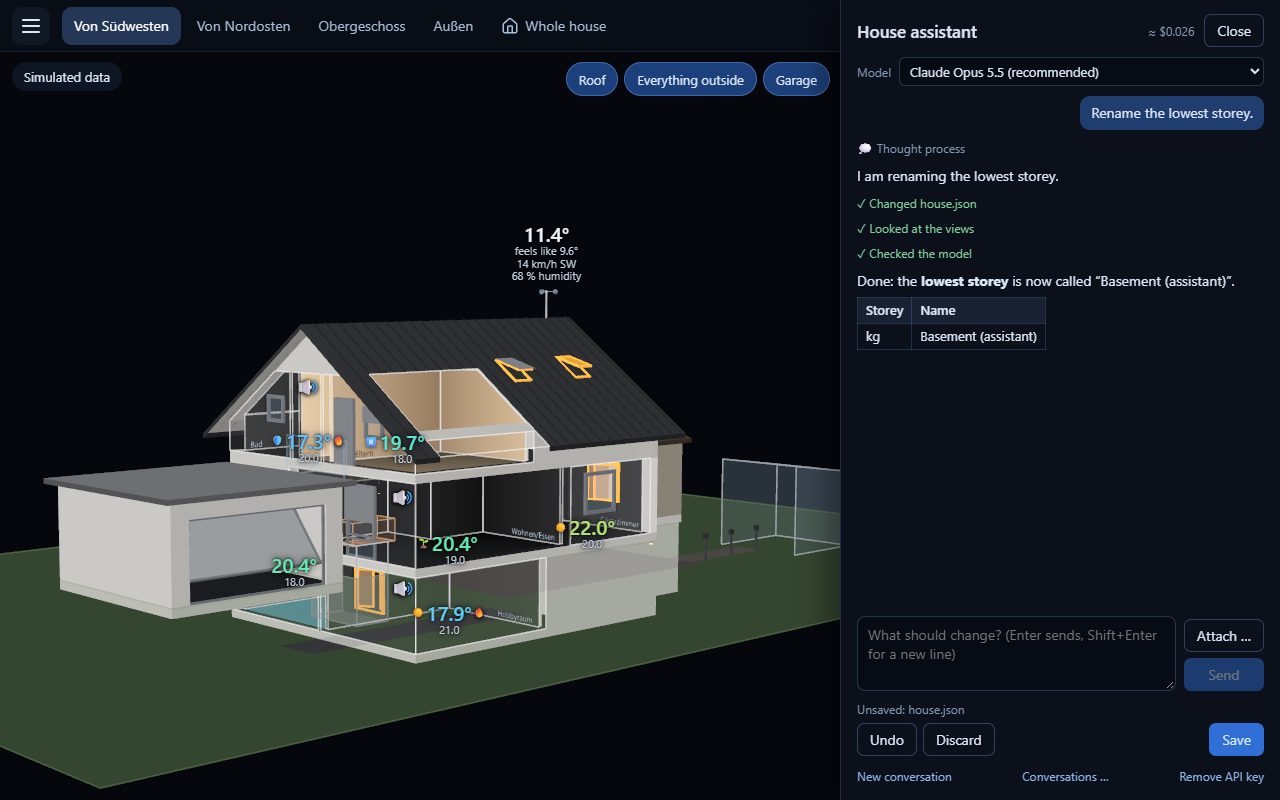 Von Südwesten
Von Nordosten
Obergeschoss
Außen
Whole house
Simulated data
Roof
Everything outside
Garage
11.4°
feels like 9.6°
14 km/h SW
68 % humidity
17.3°
20.0
19.7°
18.0
Bad
Eltern
22.0°
20.0
Wohnen/Essen
20.4°
19.0
20.4°
18.0
17.9°
21.0
Hobbyraum
House assistant
≈ $0.026
Close
Model
Claude Opus 5.5 (recommended)
Rename the lowest storey.
Thought process
I am renaming the lowest storey.
✓ Changed house.json
✓ Looked at the views
✓ Checked the model
Done: the lowest storey is now called “Basement (assistant)”.
Storey Name
kg Basement (assistant)
What should change? (Enter sends, Shift+Enter
for a new line)
Attach ...
Send
Unsaved: house.json
Undo
Discard
Save
New conversation
Conversations ...
Remove API key